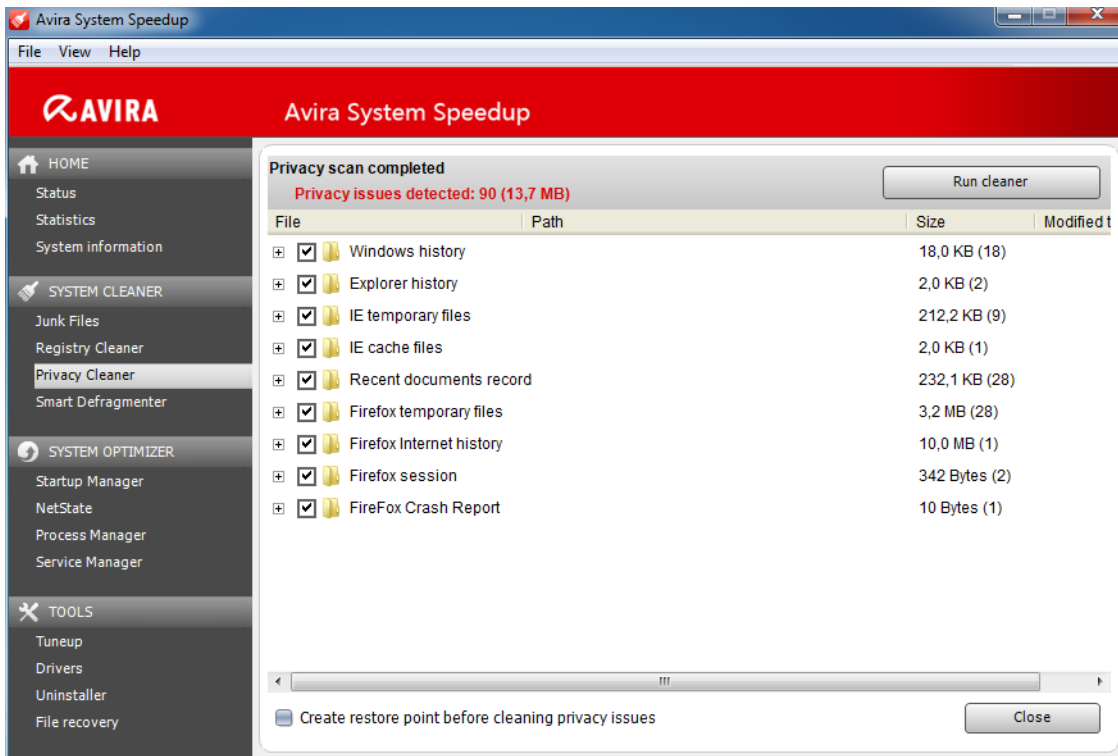 Avira System Speedup
File View Help
AVIRA
Avira System Speedup
HOME
Status
Statistics
System information
SYSTEM CLEANER
Junk Files
Registry Cleaner
Privacy Cleaner
Smart Defragmenter
SYSTEM OPTIMIZER
Startup Manager
NetState
Process Manager
Service Manager
TOOLS
Tuneup
Drivers
Uninstaller
File recovery
Privacy scan completed
Privacy issues detected: 90 (13,7 MB)
Run cleaner
File Path Size Modified t
Windows history 18,0 KB (18)
Explorer history 2,0 KB (2)
IE temporary files 212,2 KB (9)
IE cache files 2,0 KB (1)
Recent documents record 232,1 KB (28)
Firefox temporary files 3,2 MB (28)
Firefox Internet history 10,0 MB (1)
Firefox session 342 Bytes (2)
FireFox Crash Report 10 Bytes (1)
Create restore point before cleaning privacy issues
Close